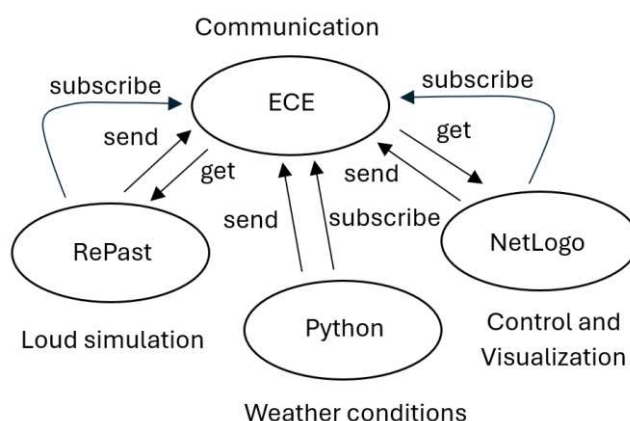 Communication
subscribe
ECE
subscribe
send
get
get
send
send
subscribe
RePast
NetLogo
Python
Loud simulation
Control and
Visualization
Weather conditions